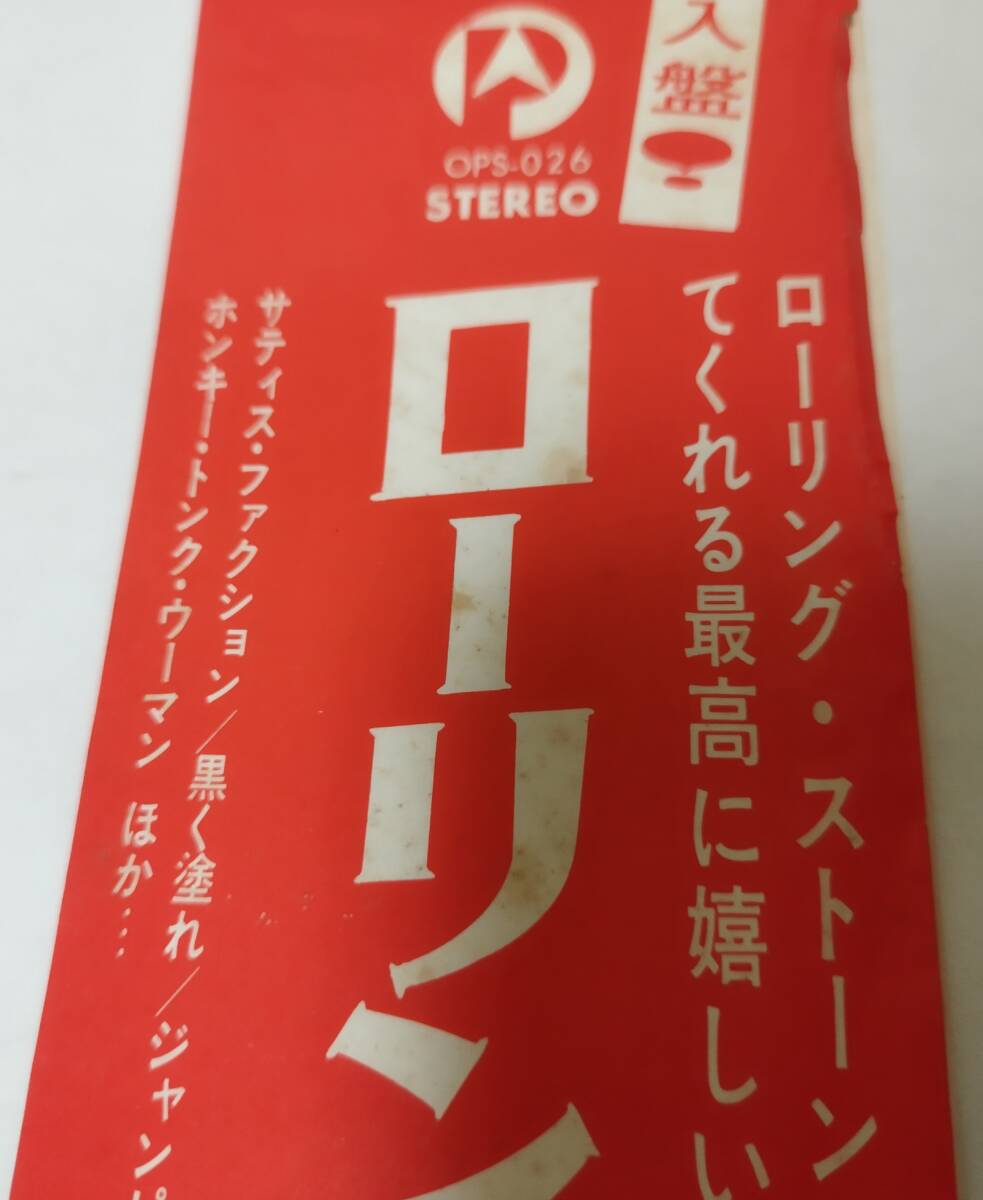 入盤
OPS-026
STEREO
ローリング・ストーン
てくれる最高に嬉しい
ローリン
サティス・ファクション/黒く塗れ/ジャンピ
ホンキー・トンク・ウーマン ほか…